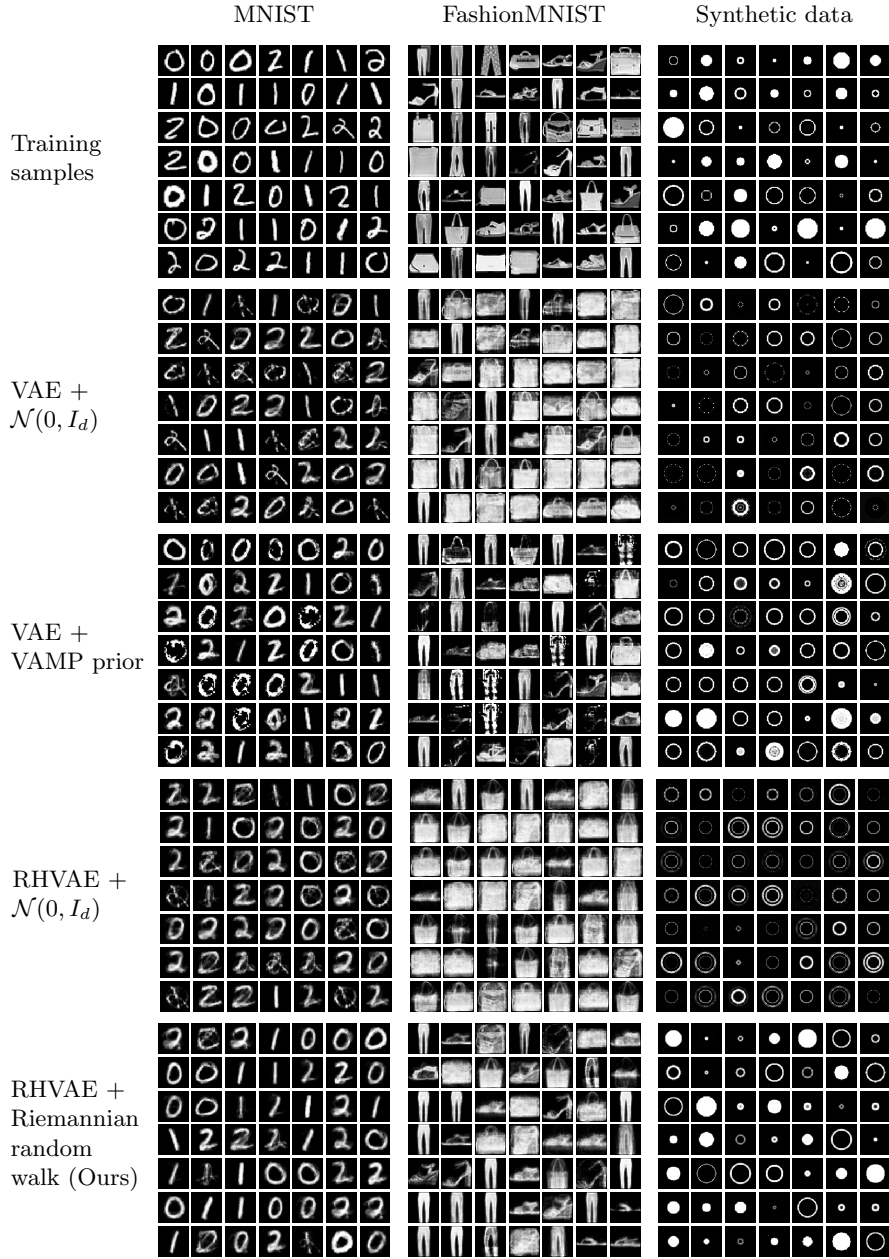 MNIST
FashionMNIST
Synthetic data
Training
samples
VAE +
𝒩(0, I_d)
VAE +
VAMP prior
RHVAE +
𝒩(0, I_d)
RHVAE +
Riemannian
random
walk (Ours)